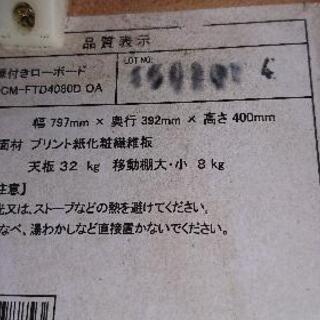 品質表示
扉付きローボード
LOT NO.
CM-FTD4080D OA
幅 797mm × 奥行 392mm × 高さ 400mm
面材 プリント紙化粧繊維板
天板 32 kg 移動棚大・小 8 kg
注意】
光又は、ストーブなどの熱を避けてください。
なべ、湯わかしなど直接置かないでください。